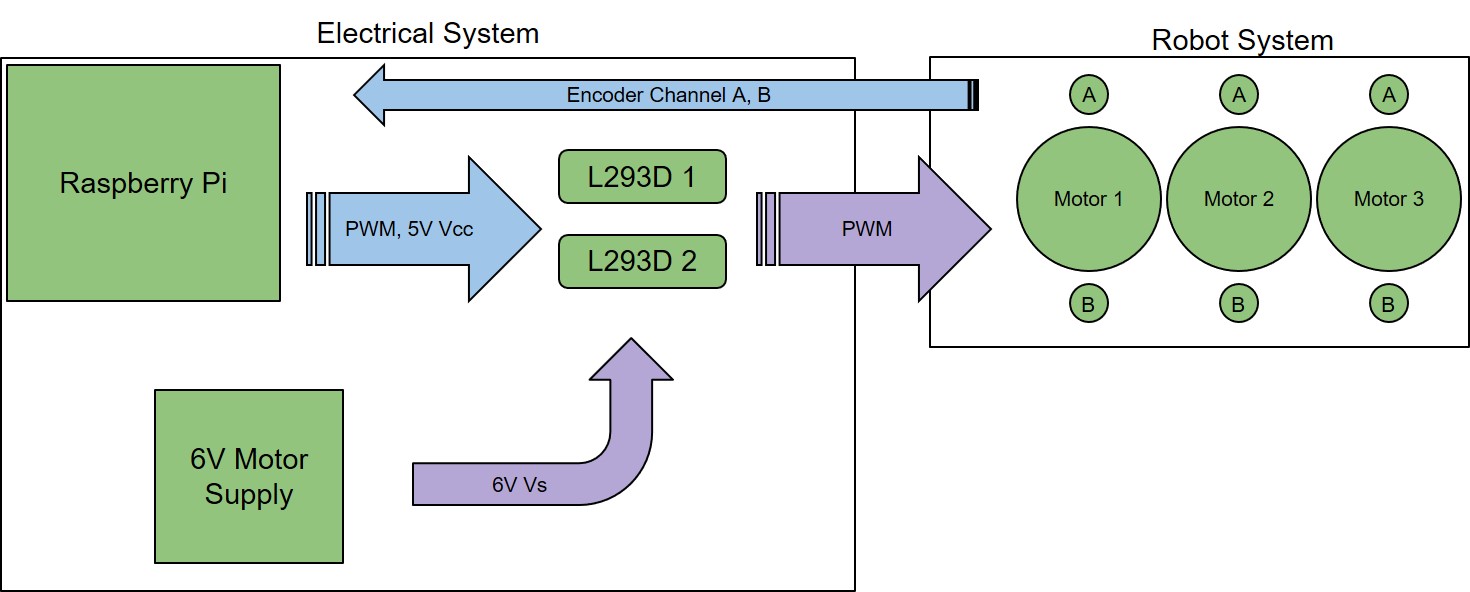 Electrical System
Robot System
Encoder Channel A, B
Raspberry Pi
PWM, 5V Vcc
L293D 1
L293D 2
PWM
A
A
A
Motor 1
Motor 2
Motor 3
B
B
B
6V Motor
Supply
6V Vs